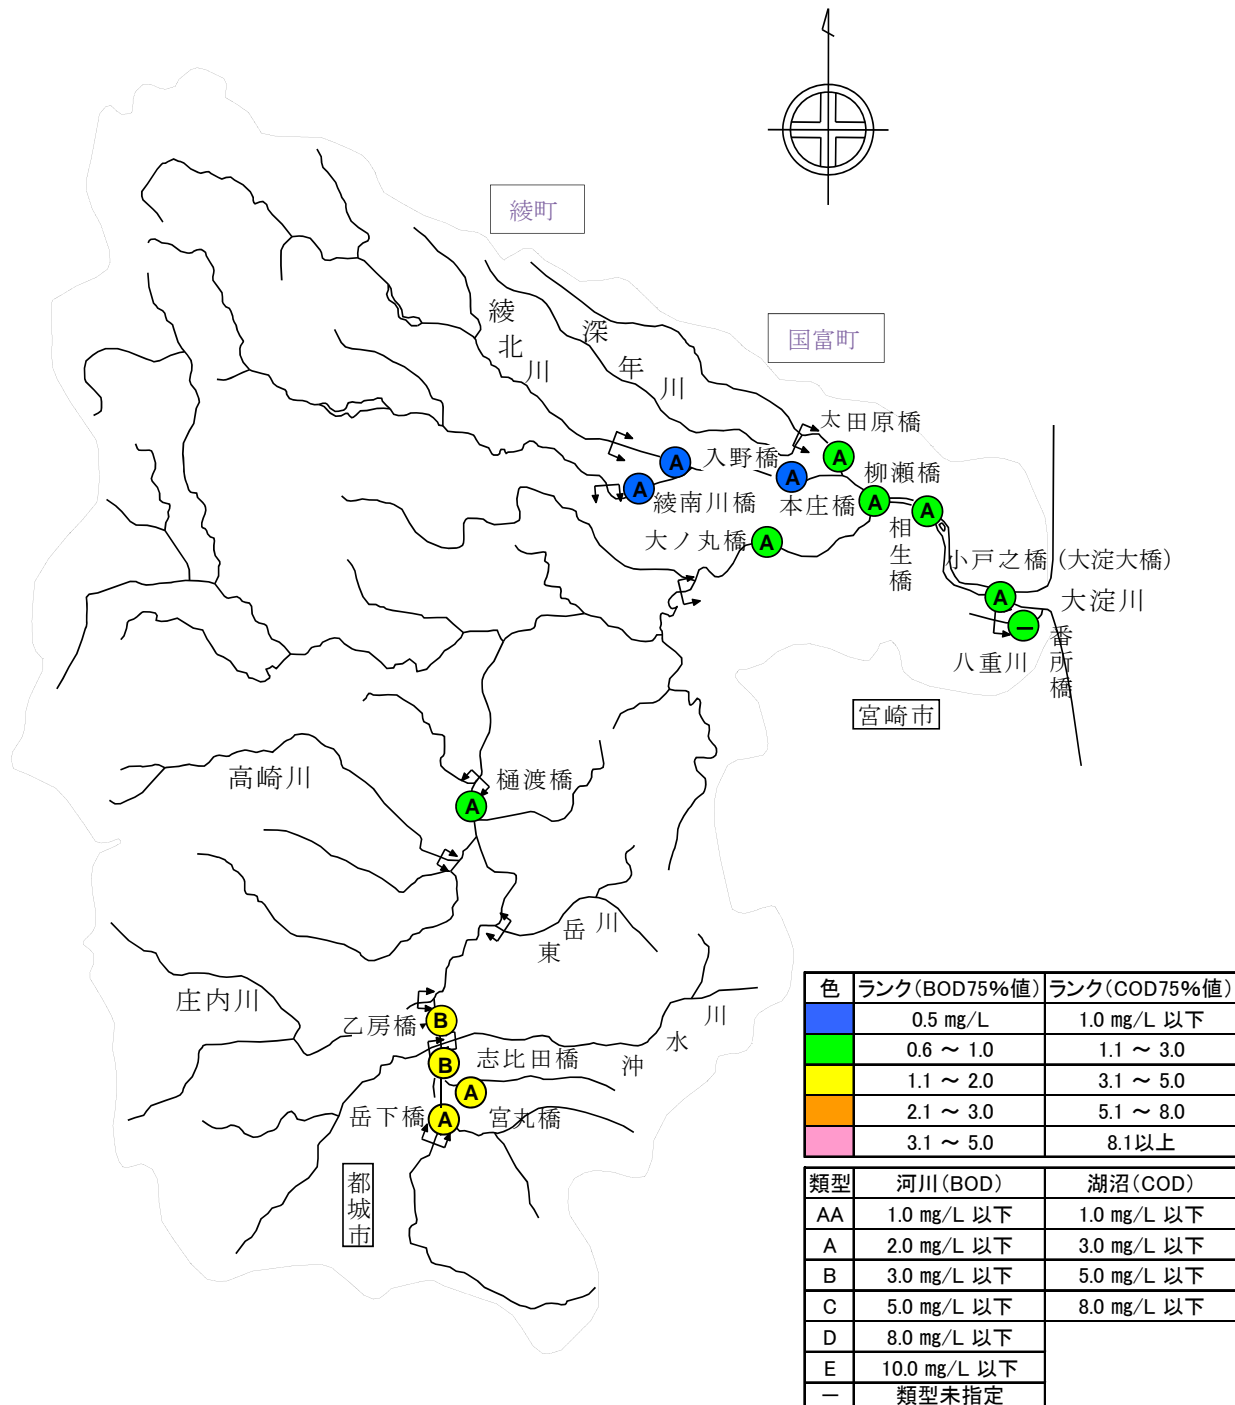 綾町
国富町
綾北川
深年川
太田原橋
A
A
入野橋
柳瀬橋
A
A
綾南川橋
本庄橋
A
A
相生橋
大ノ丸橋
A
小戸之橋(大淀大橋)
A
大淀川
—
番所橋
八重川
宮崎市
高崎川
樋渡橋
A
東岳川
庄内川
乙房橋
B
沖水川
志比田橋
B
A
岳下橋
A
宮丸橋
都城市
色 ランク(BOD75%値) ランク(COD75%値)
0.5 ㎎/L 1.0 ㎎/L 以下
0.6 ～ 1.0 1.1 ～ 3.0
1.1 ～ 2.0 3.1 ～ 5.0
2.1 ～ 3.0 5.1 ～ 8.0
3.1 ～ 5.0 8.1以上
類型 河川(BOD) 湖沼(COD)
AA 1.0 ㎎/L 以下 1.0 ㎎/L 以下
A 2.0 ㎎/L 以下 3.0 ㎎/L 以下
B 3.0 ㎎/L 以下 5.0 ㎎/L 以下
C 5.0 ㎎/L 以下 8.0 ㎎/L 以下
D 8.0 ㎎/L 以下
E 10.0 ㎎/L 以下
— 類型未指定